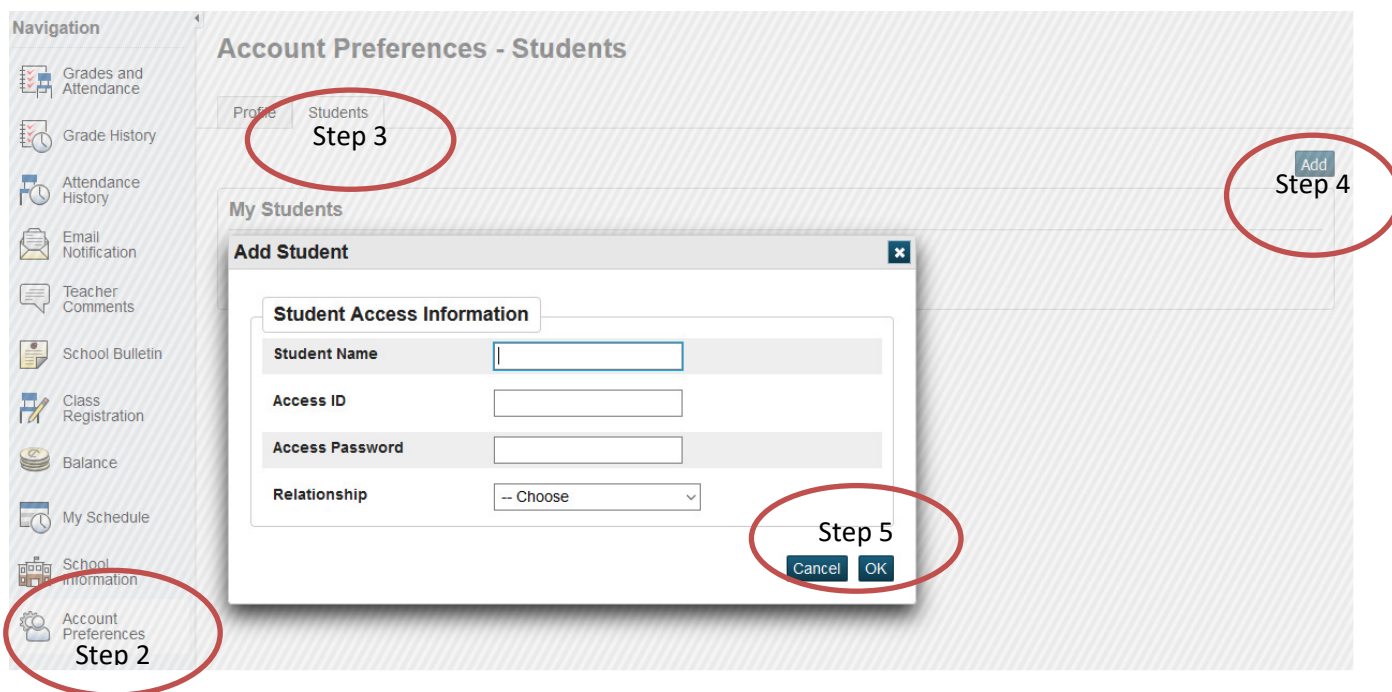 Navigation
Grades and
Attendance
Grade History
Attendance
History
Email
Notification
Teacher
Comments
School Bulletin
Class
Registration
Balance
My Schedule
School
Information
Account
Preferences
Step 2
Account Preferences - Students
Profile
Students
Step 3
Add
Step 4
My Students
Add Student
x
Student Access Information
Student Name
Access ID
Access Password
Relationship
-- Choose
Step 5
Cancel
OK